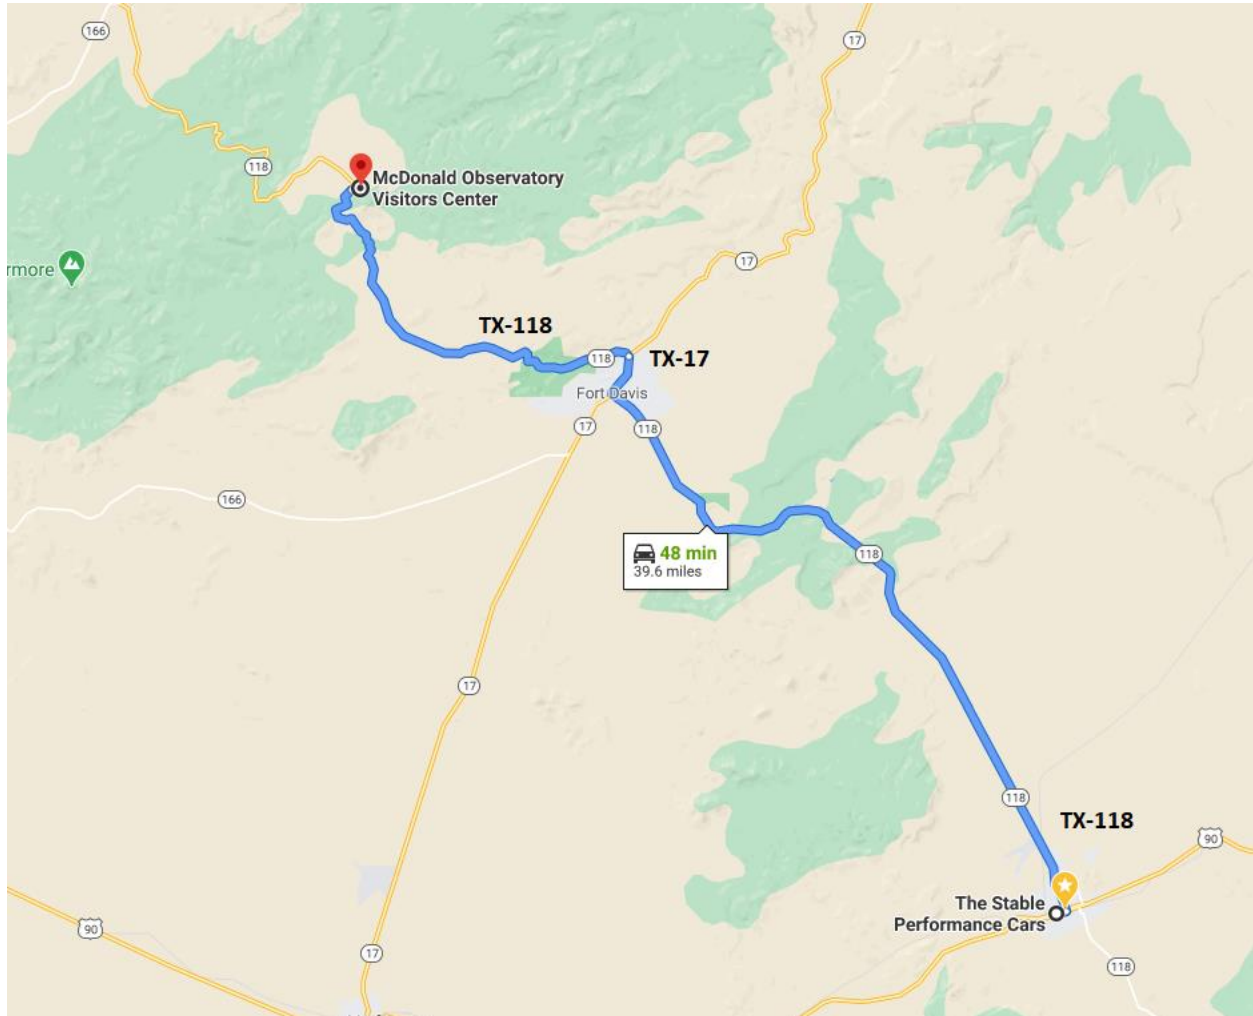 166
17
118
McDonald Observatory
Visitors Center
17
rmore
TX-118
118
TX-17
Fort Davis
17
118
166
48 min
39.6 miles
118
17
118
TX-118
90
The Stable
Performance Cars
90
17
118